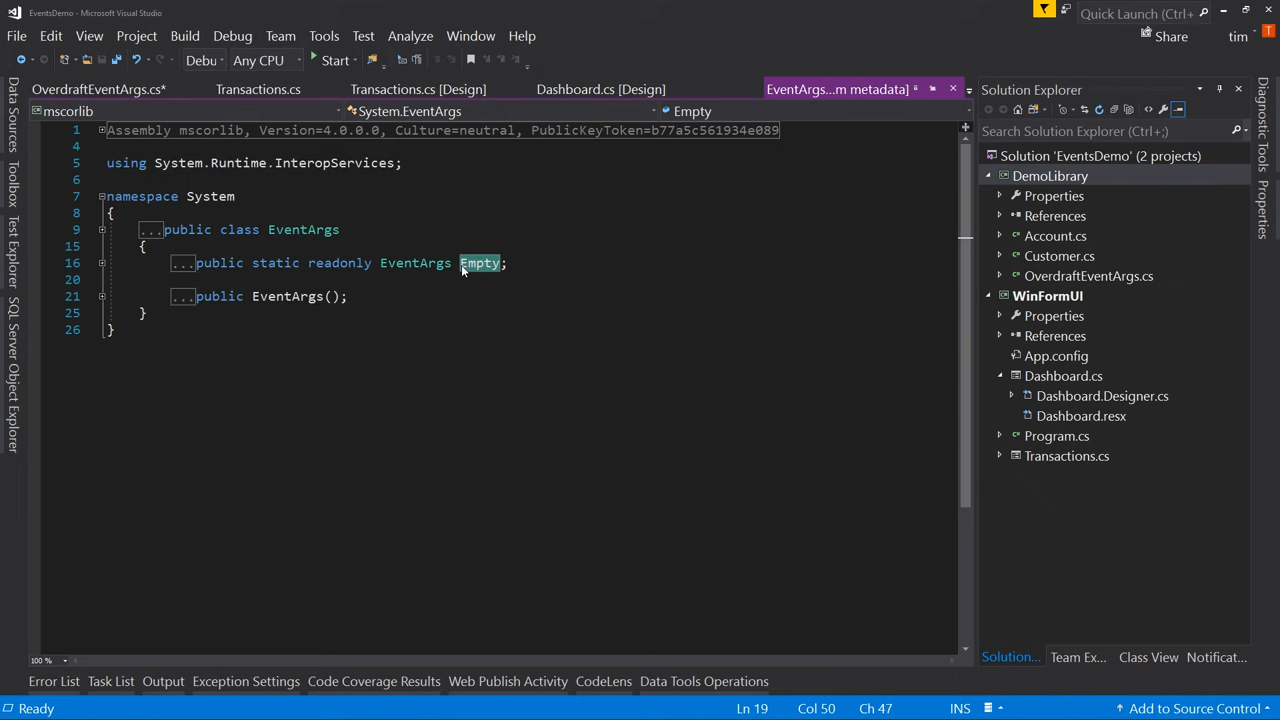 EventsDemo - Microsoft Visual Studio
Quick Launch (Ctrl+;
File Edit View Project Build Debug Team Tools Test Analyze Window Help
Share
tim
T
Debu
Any CPU
Start
OverdraftEventArgs.cs*
Transactions.cs
Transactions.cs [Design]
Dashboard.cs [Design]
EventArgs...m metadata]
mscorlib
System.EventArgs
Empty
Data Sources
Toolbox
Test Explorer
SQL Server Object Explorer
1 Assembly mscorlib, Version=4.0.0.0, Culture=neutral, PublicKeyToken=b77a5c561934e089
4
5 using System.Runtime.InteropServices;
6
7 namespace System
8 {
9 ...public class EventArgs
15 {
16 ...public static readonly EventArgs Empty;
20
21 ...public EventArgs();
25 }
26 }
100 %
Solution Explorer
Search Solution Explorer (Ctrl+;)
Solution 'EventsDemo' (2 projects)
DemoLibrary
Properties
References
Account.cs
Customer.cs
OverdraftEventArgs.cs
WinFormUI
Properties
References
App.config
Dashboard.cs
Dashboard.Designer.cs
Dashboard.resx
Program.cs
Transactions.cs
Solution... Team Ex... Class View Notificat...
Diagnostic Tools
Properties
Error List Task List Output Exception Settings Code Coverage Results Web Publish Activity CodeLens Data Tools Operations
Ready
Ln 19 Col 50 Ch 47 INS
Add to Source Control